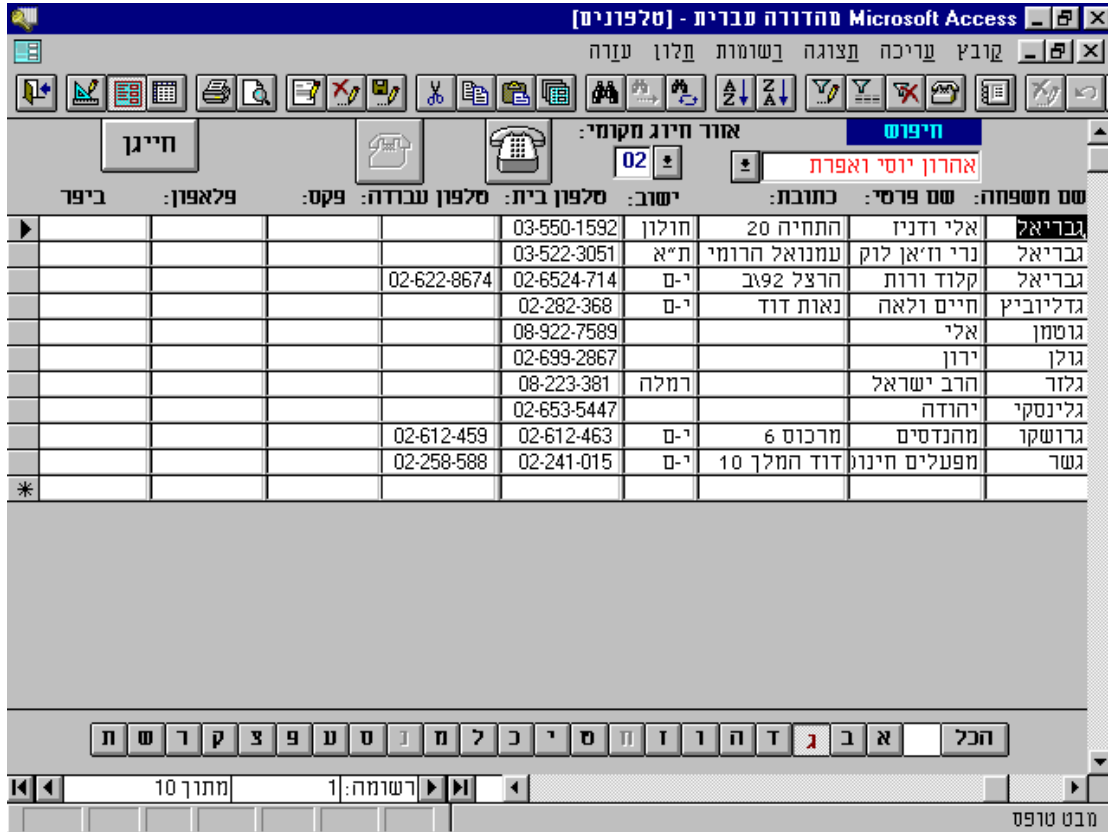 Microsoft Access מהדורה עברית - [טלפונים]
קובץ עריכה תצוגה רשומות חלון עזרה
חיפוש אזור חיוג מקומי: חייגן
אהרון יוסי ואפרת 02
שם משפחה: שם פרטי: כתובת: ישוב: טלפון בית: טלפון עבודה: פקס: פלאפון: ביפר
גבריאל אלי ודניז התחיה 20 חולון 03-550-1592
גבריאל נרי וז'אן לוק עמנואל הרומי ת"א 03-522-3051
גבריאל קלוד ורות הרצל 92\ב י-ם 02-6524-714 02-622-8674
גדליוביץ חיים ולאה נאות דוד י-ם 02-282-368
גוטמן אלי 08-922-7589
גולן ירון 02-699-2867
גלזר הרב ישראל רמלה 08-223-381
גלינסקי יהודה 02-653-5447
גרושקו מהנדסים מרכוס 6 י-ם 02-612-463 02-612-459
גשר מפעלים חינוכ דוד המלך 10 י-ם 02-241-015 02-258-588
הכל א ב ג ד ה ו ז ח ט י כ ל מ נ ס ע פ צ ק ר ש ת
רשומה: 1 מתוך 10
מבט טופס